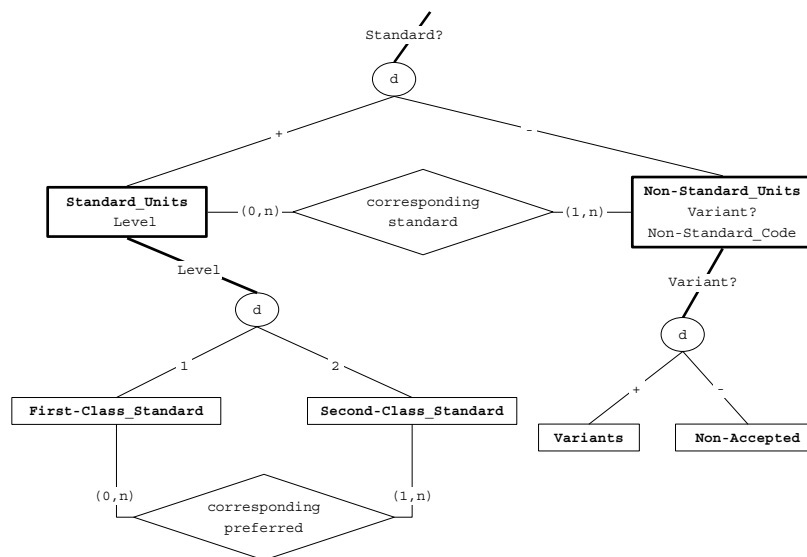 Standard?
d
+
-
Standard_Units
Level
(0,n)
corresponding
standard
(1,n)
Non-Standard_Units
Variant?
Non-Standard_Code
Level
Variant?
d
d
1
2
+
-
First-Class_Standard
Second-Class_Standard
Variants
Non-Accepted
(0,n)
corresponding
preferred
(1,n)